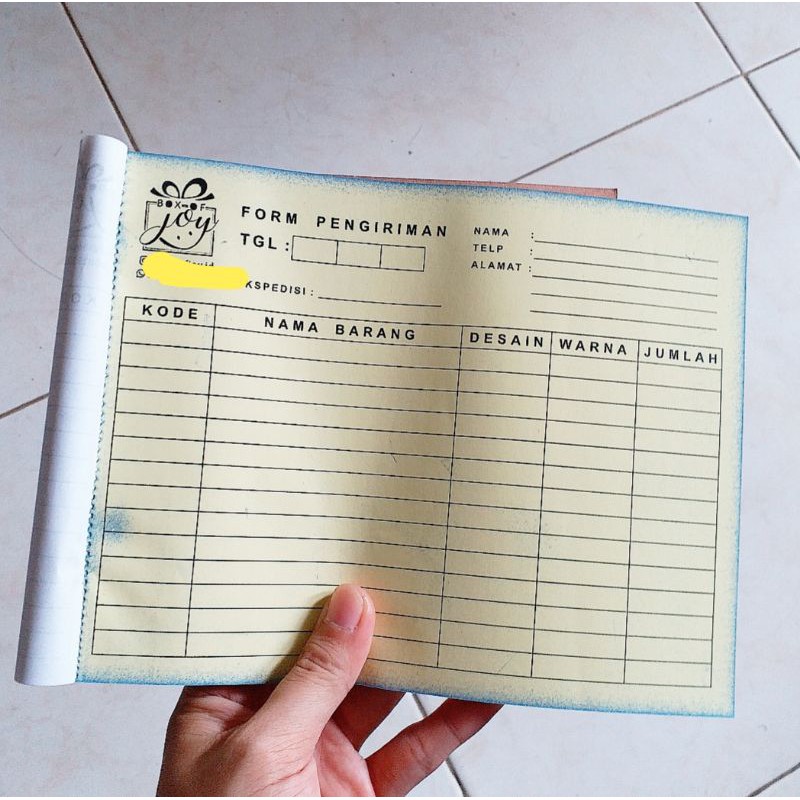 BOX OF
joy
FORM PENGIRIMAN
TGL :
KSPEDISI :
NAMA :
TELP :
ALAMAT :
KODE NAMA BARANG DESAIN WARNA JUMLAH